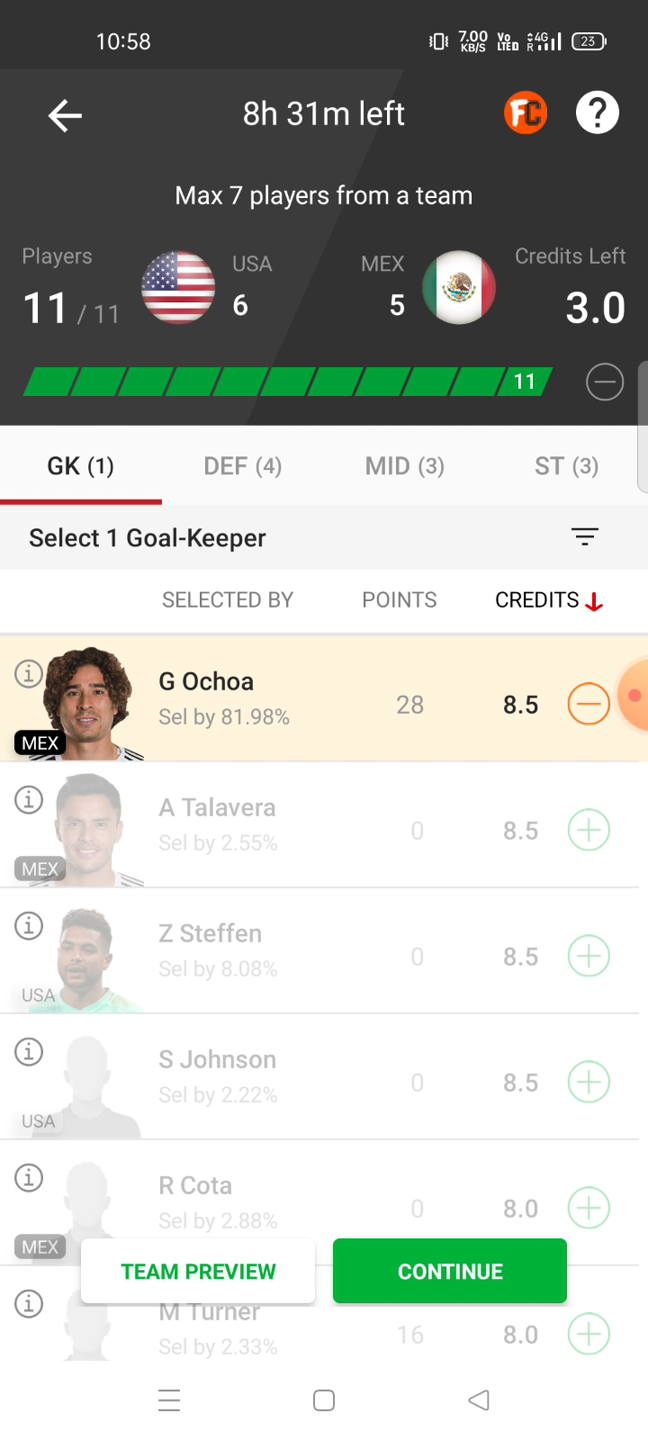 10:58 7.00 KB/S Vo LTED 4G R 23
8h 31m left FC ?
Max 7 players from a team
Players USA MEX Credits Left
11 / 11 6 5 3.0
11
GK (1) DEF (4) MID (3) ST (3)
Select 1 Goal-Keeper
SELECTED BY POINTS CREDITS
G Ochoa
Sel by 81.98% 28 8.5
MEX
A Talavera
Sel by 2.55% 0 8.5
MEX
Z Steffen
Sel by 8.08% 0 8.5
USA
S Johnson
Sel by 2.22% 0 8.5
USA
R Cota
Sel by 2.88% 0 8.0
MEX
TEAM PREVIEW CONTINUE
M Turner
Sel by 2.33% 16 8.0